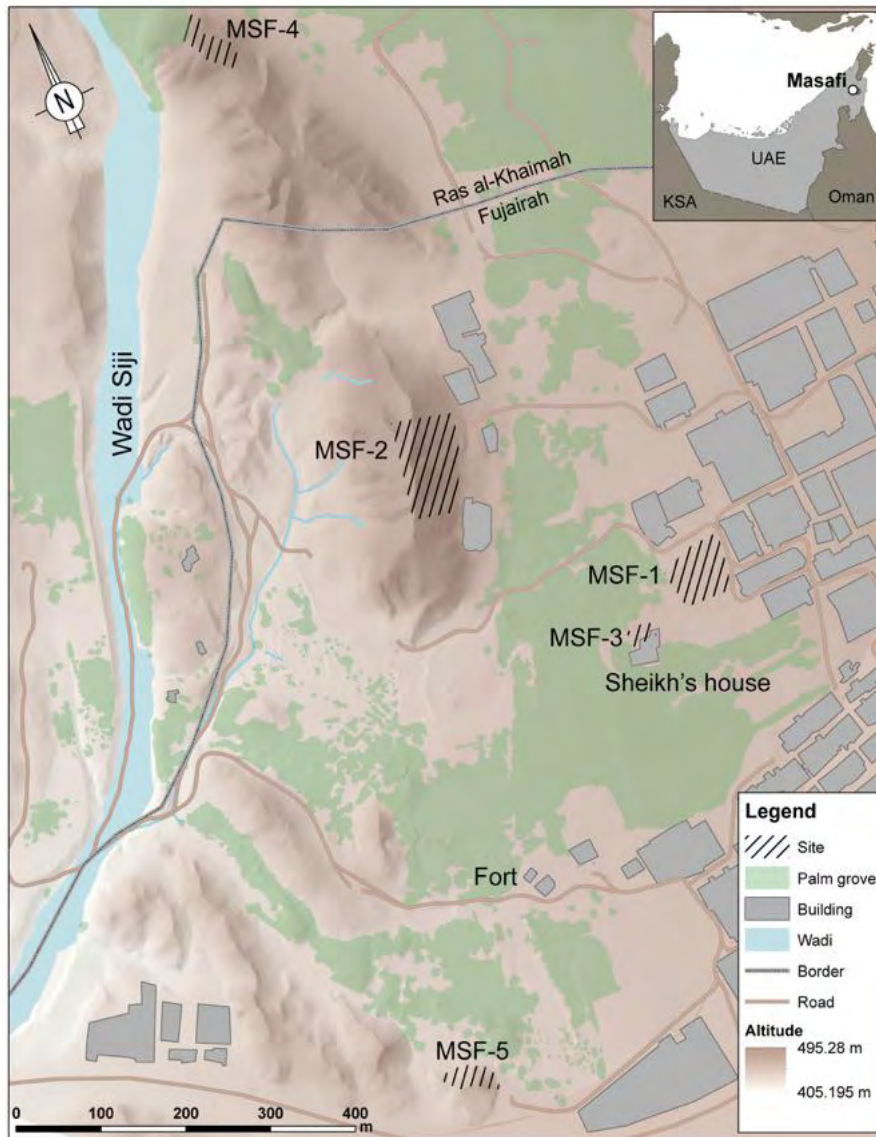 MSF-4
N
Masafi
UAE
KSA
Oman
Ras al-Khaimah
Fujairah
Wadi Siji
MSF-2
MSF-1
MSF-3
Sheikh's house
Fort
MSF-5
Legend
Site
Palm grove
Building
Wadi
Border
Road
Altitude
495.28 m
405.195 m
0 100 200 300 400
m